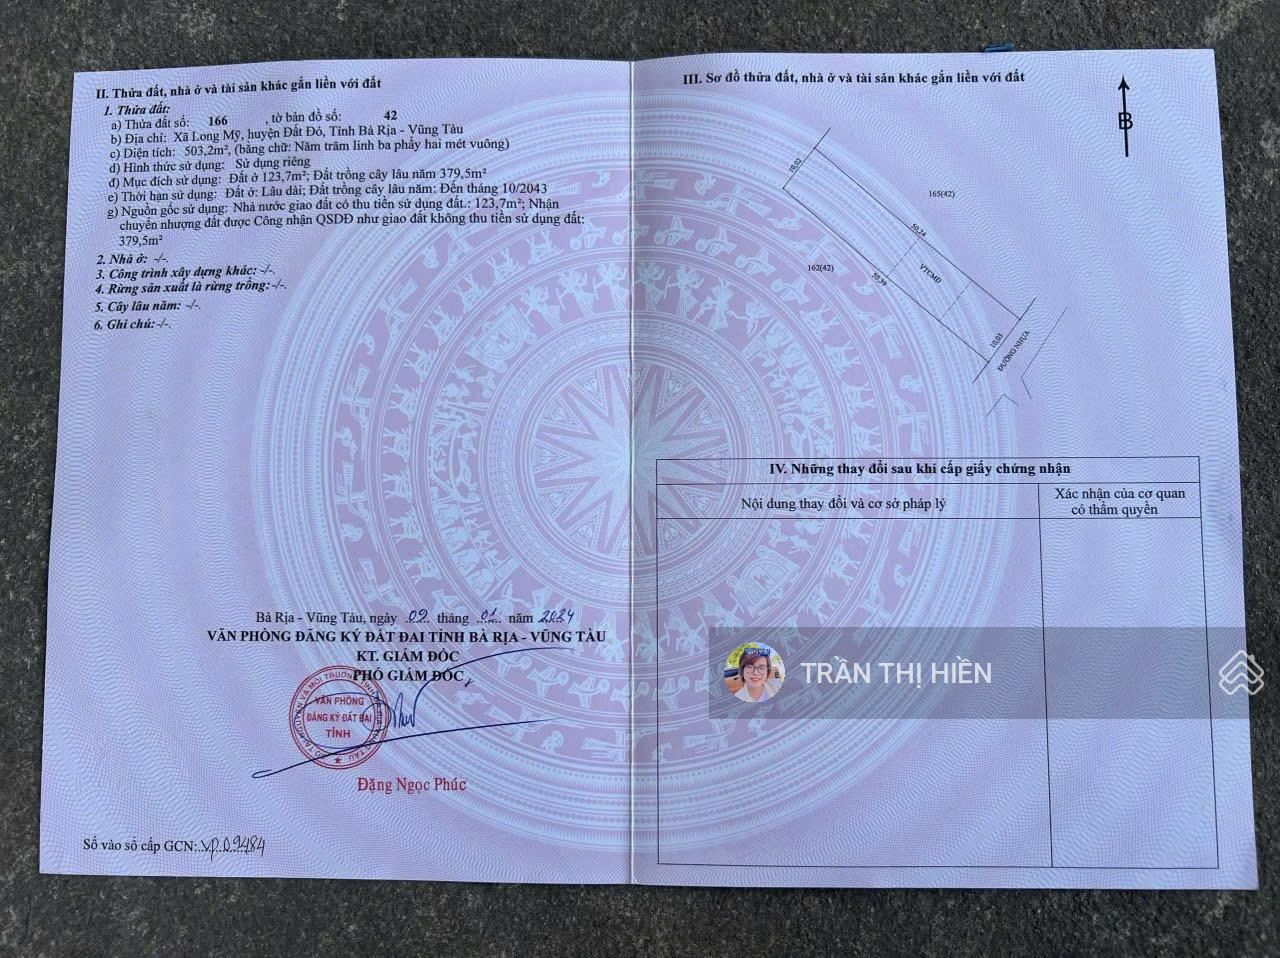 II. Thửa đất, nhà ở và tài sản khác gắn liền với đất
1. Thửa đất:
a) Thửa đất số: 166 , tờ bản đồ số: 42
b) Địa chỉ: Xã Long Mỹ, huyện Đất Đỏ, Tỉnh Bà Rịa - Vũng Tàu
c) Diện tích: 503,2m², (bằng chữ: Năm trăm linh ba phẩy hai mét vuông)
d) Hình thức sử dụng: Sử dụng riêng
đ) Mục đích sử dụng: Đất ở 123,7m²; Đất trồng cây lâu năm 379,5m²
e) Thời hạn sử dụng: Đất ở: Lâu dài; Đất trồng cây lâu năm: Đến tháng 10/2043
g) Nguồn gốc sử dụng: Nhà nước giao đất có thu tiền sử dụng đất.: 123,7m²; Nhận
chuyển nhượng đất được Công nhận QSDĐ như giao đất không thu tiền sử dụng đất:
379,5m²
2. Nhà ở: -/-.
3. Công trình xây dựng khác: -/-.
4. Rừng sản xuất là rừng trồng: -/-.
5. Cây lâu năm: -/-.
6. Ghi chú: -/-.
Bà Rịa - Vũng Tàu, ngày 09 tháng 01 năm 2024
VĂN PHÒNG ĐĂNG KÝ ĐẤT ĐAI TỈNH BÀ RỊA - VŨNG TÀU
KT. GIÁM ĐỐC
PHÓ GIÁM ĐỐC
VĂN PHÒNG
ĐĂNG KÝ ĐẤT ĐAI
TỈNH
Đặng Ngọc Phúc
Số vào sổ cấp GCN: VP 09484
III. Sơ đồ thửa đất, nhà ở và tài sản khác gắn liền với đất
B
10,02
165(42)
50,24
162(42)
VTCMĐ
50,39
10,03
ĐƯỜNG NHỰA
IV. Những thay đổi sau khi cấp giấy chứng nhận
Nội dung thay đổi và cơ sở pháp lý
Xác nhận của cơ quan
có thẩm quyền
TRẦN THỊ HIỀN